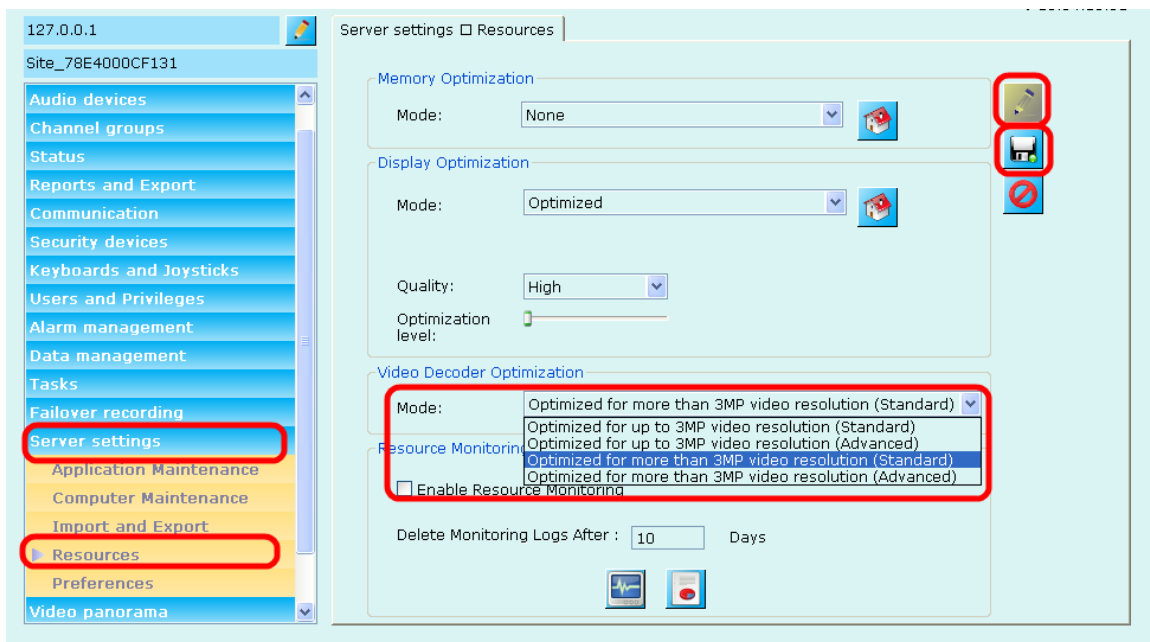 127.0.0.1
Site_78E4000CF131
Audio devices
Channel groups
Status
Reports and Export
Communication
Security devices
Keyboards and Joysticks
Users and Privileges
Alarm management
Data management
Tasks
Failover recording
Server settings
Application Maintenance
Computer Maintenance
Import and Export
Resources
Preferences
Video panorama
Server settings □ Resources
Memory Optimization
Mode: None
Display Optimization
Mode: Optimized
Quality: High
Optimization
level:
Video Decoder Optimization
Mode: Optimized for more than 3MP video resolution (Standard)
Optimized for up to 3MP video resolution (Standard)
Optimized for up to 3MP video resolution (Advanced)
Optimized for more than 3MP video resolution (Standard)
Optimized for more than 3MP video resolution (Advanced)
Resource Monitoring
Enable Resource Monitoring
Delete Monitoring Logs After : 10 Days